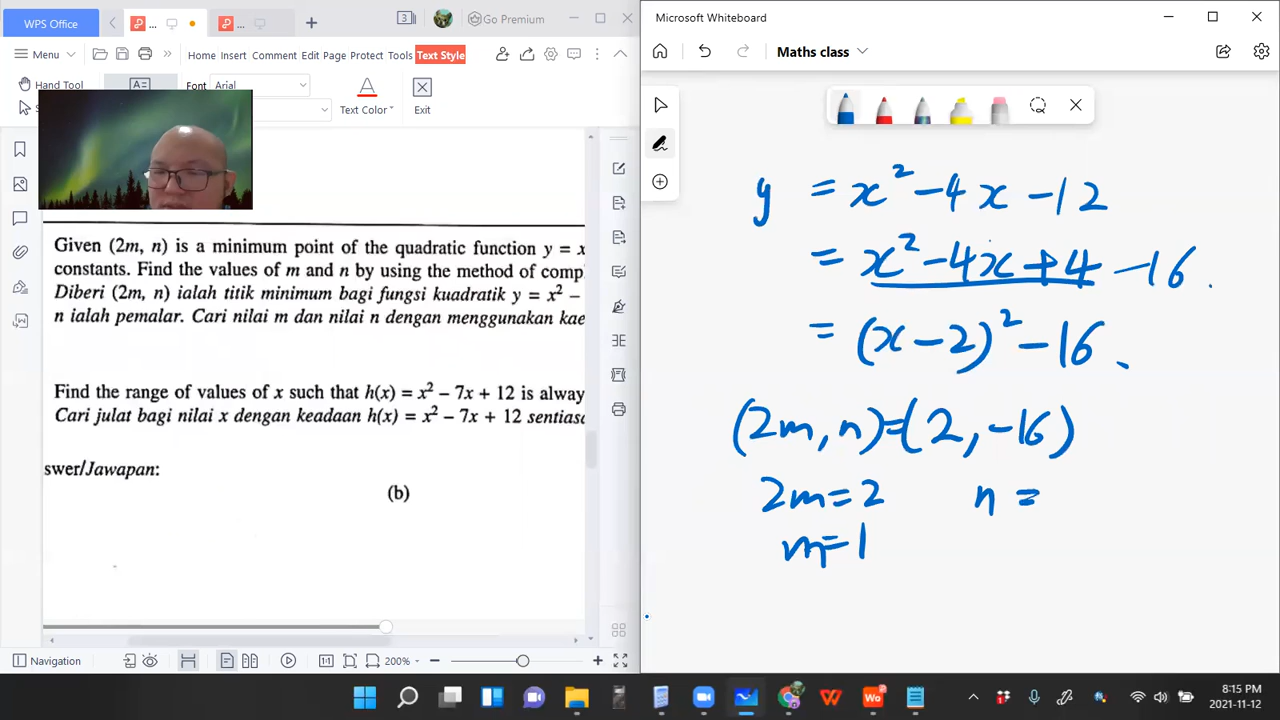 WPS Office
...
...
3
Go Premium
Menu
Home Insert Comment Edit Page Protect Tools Text Style
Hand Tool
Font Arial
Text Color
Exit
Given (2m, n) is a minimum point of the quadratic function y = x
constants. Find the values of m and n by using the method of comp
Diberi (2m, n) ialah titik minimum bagi fungsi kuadratik y = x² –
n ialah pemalar. Cari nilai m dan nilai n dengan menggunakan kae
Find the range of values of x such that h(x) = x² – 7x + 12 is alway
Cari julat bagi nilai x dengan keadaan h(x) = x² – 7x + 12 sentiasa
swer/Jawapan:
(b)
Navigation
200%
Microsoft Whiteboard
Maths class
y = x² - 4x - 12
= x² - 4x + 4 - 16
= (x - 2)² - 16
(2m, n) = (2, -16)
2m = 2 n =
m = 1
8:15 PM
2021-11-12